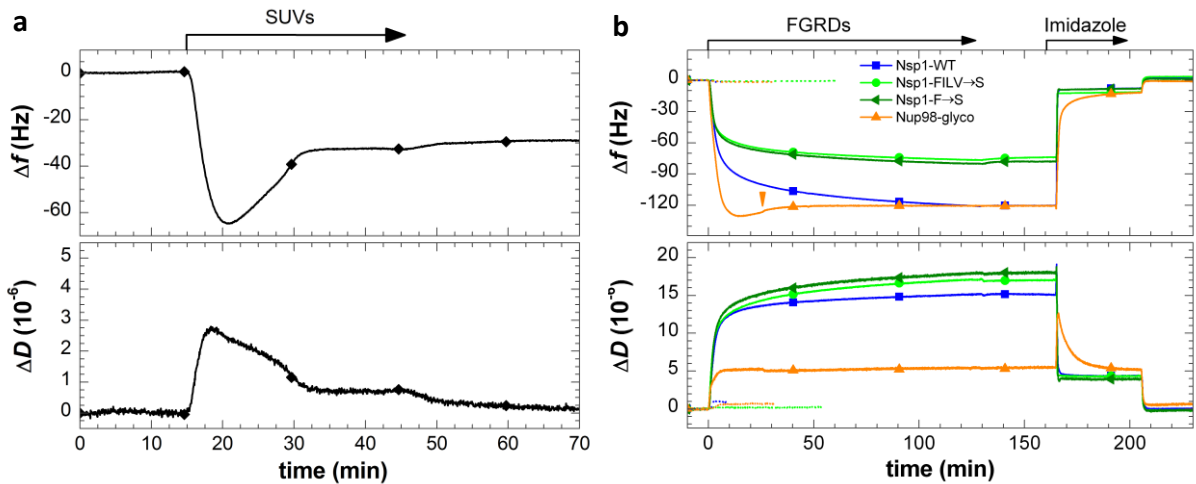 a
SUVs
Δf (Hz)
0
-20
-40
-60
ΔD (10⁻⁶)
5
4
3
2
1
0
0 10 20 30 40 50 60 70
time (min)
b
FGRDs
Imidazole
Nsp1-WT
Nsp1-FILV→S
Nsp1-F→S
Nup98-glyco
Δf (Hz)
0
-30
-60
-90
-120
ΔD (10⁻⁶)
20
15
10
5
0
0 50 100 150 200
time (min)